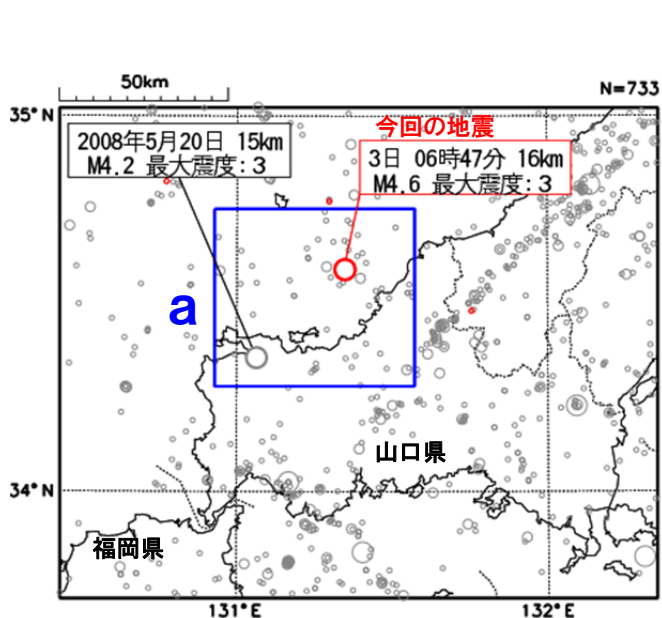 50km
N=733
35°N
今回の地震
2008年5月20日 15km
M4.2 最大震度:3
3日 06時47分 16km
M4.6 最大震度:3
a
山口県
34°N
福岡県
131°E
132°E